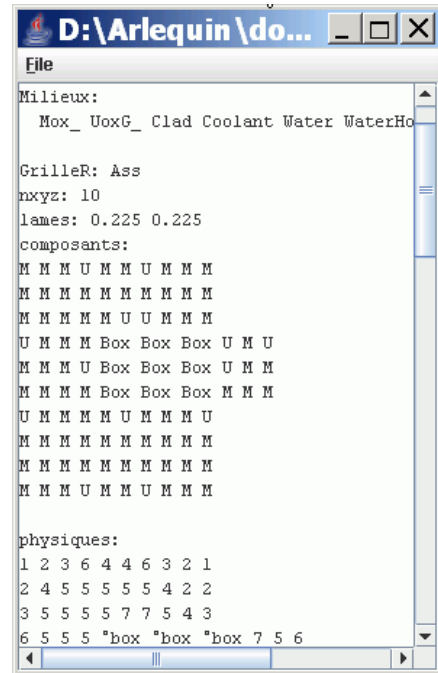 D:\Arlequin\do...
File
Milieux:
Mox_ UoxG_ Clad Coolant Water WaterHo
GrilleR: Ass
nxyz: 10
lames: 0.225 0.225
composants:
M M M U M M U M M M
M M M M M M M M M M
M M M M M U U M M M
U M M M Box Box Box U M U
M M M U Box Box Box U M M
M M M M Box Box Box M M M
U M M M M U M M M U
M M M M M M M M M M
M M M M M M M M M M
M M M U M M U M M M
physiques:
1 2 3 6 4 4 6 3 2 1
2 4 5 5 5 5 5 4 2 2
3 5 5 5 5 7 7 5 4 3
6 5 5 5 °box °box °box 7 5 6